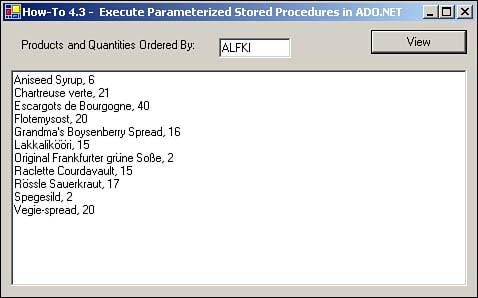 How-To 4.3 - Execute Parameterized Stored Procedures in ADO.NET
Products and Quantities Ordered By: ALFKI View
Aniseed Syrup, 6
Chartreuse verte, 21
Escargots de Bourgogne, 40
Flotemysost, 20
Grandma's Boysenberry Spread, 16
Lakkalikööri, 15
Original Frankfurter grüne Soße, 2
Raclette Courdavault, 15
Rössle Sauerkraut, 17
Spegesild, 2
Vegie-spread, 20